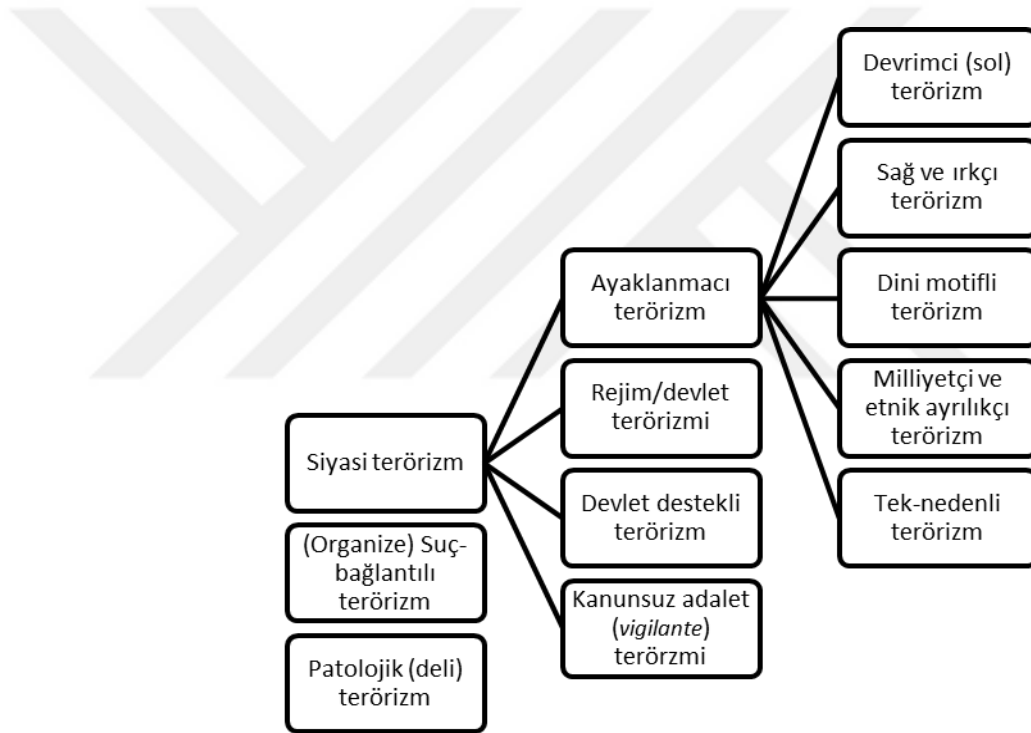 Devrimci (sol)
terörizm
Sağ ve ırkçı
terörizm
Ayaklanmacı
terörizm
Dini motifli
terörizm
Rejim/devlet
terörizmi
Milliyetçi ve
etnik ayrılıkçı
terörizm
Siyasi terörizm
Devlet destekli
terörizm
Tek-nedenli
terörizm
(Organize) Suç-
bağlantılı
terörizm
Kanunsuz adalet
(vigilante)
terörzmi
Patolojik (deli)
terörizm